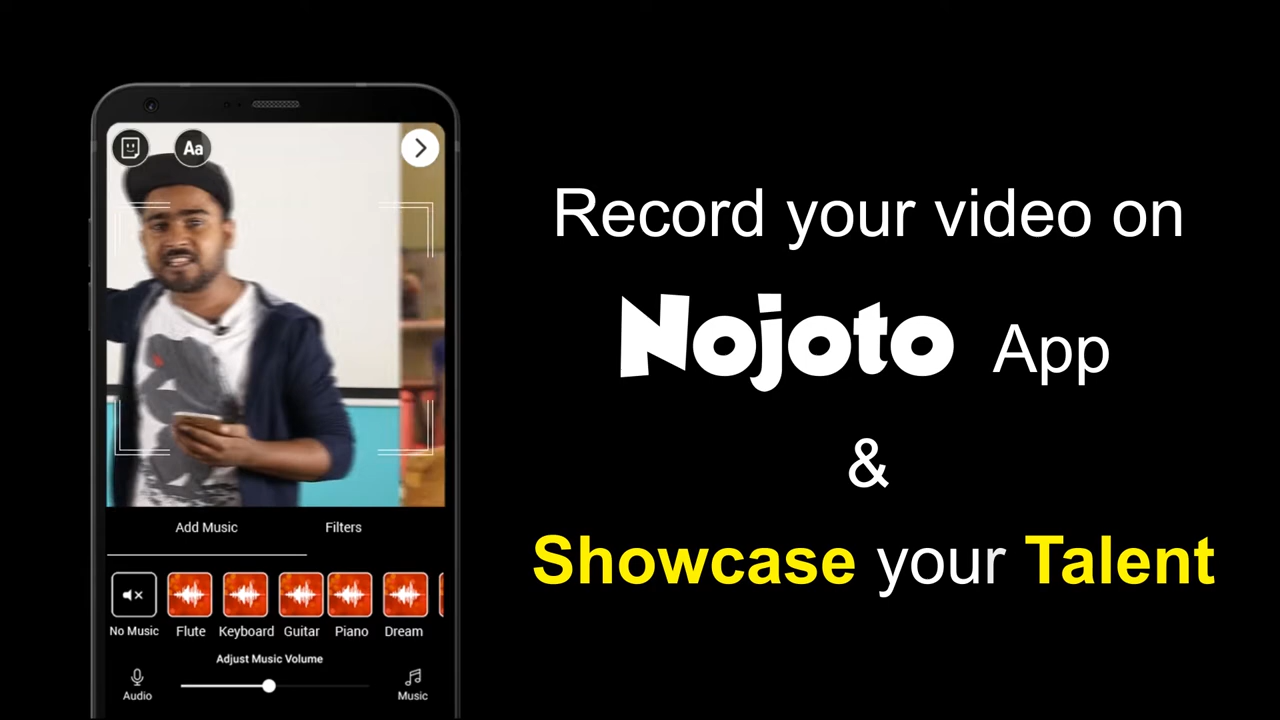 Aa
Record your video on
Nojoto App
&
Showcase your Talent
Add Music Filters
No Music Flute Keyboard Guitar Piano Dream
Adjust Music Volume
Audio Music